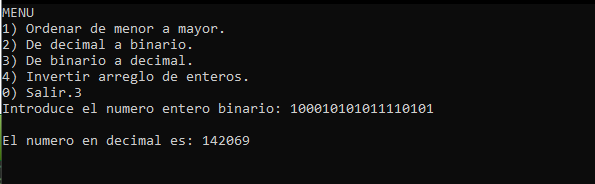 MENU
1) Ordenar de menor a mayor.
2) De decimal a binario.
3) De binario a decimal.
4) Invertir arreglo de enteros.
0) Salir.3
Introduce el numero entero binario: 100010101011110101
El numero en decimal es: 142069